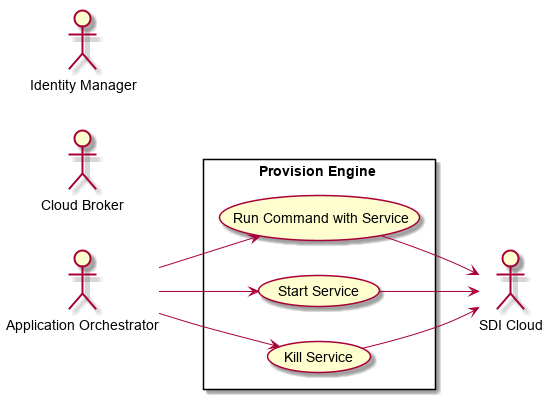 Identity Manager
Cloud Broker
Provision Engine
Run Command with Service
Application Orchestrator
Start Service
SDI Cloud
Kill Service